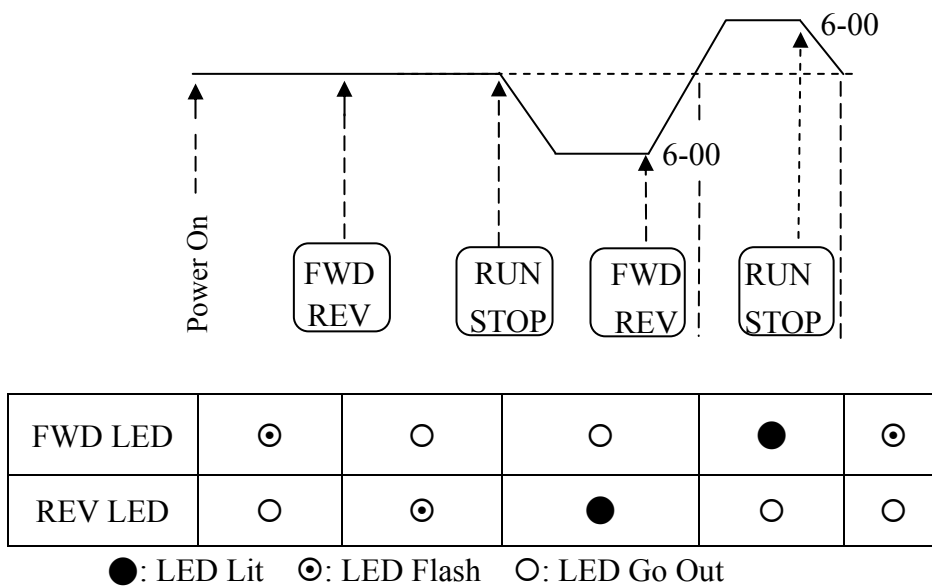 6-00
6-00
Power On
FWD
REV
RUN
STOP
FWD
REV
RUN
STOP
FWD LED ⊙ ○ ○ ● ⊙
REV LED ○ ⊙ ● ○ ○
●: LED Lit ⊙: LED Flash ○: LED Go Out